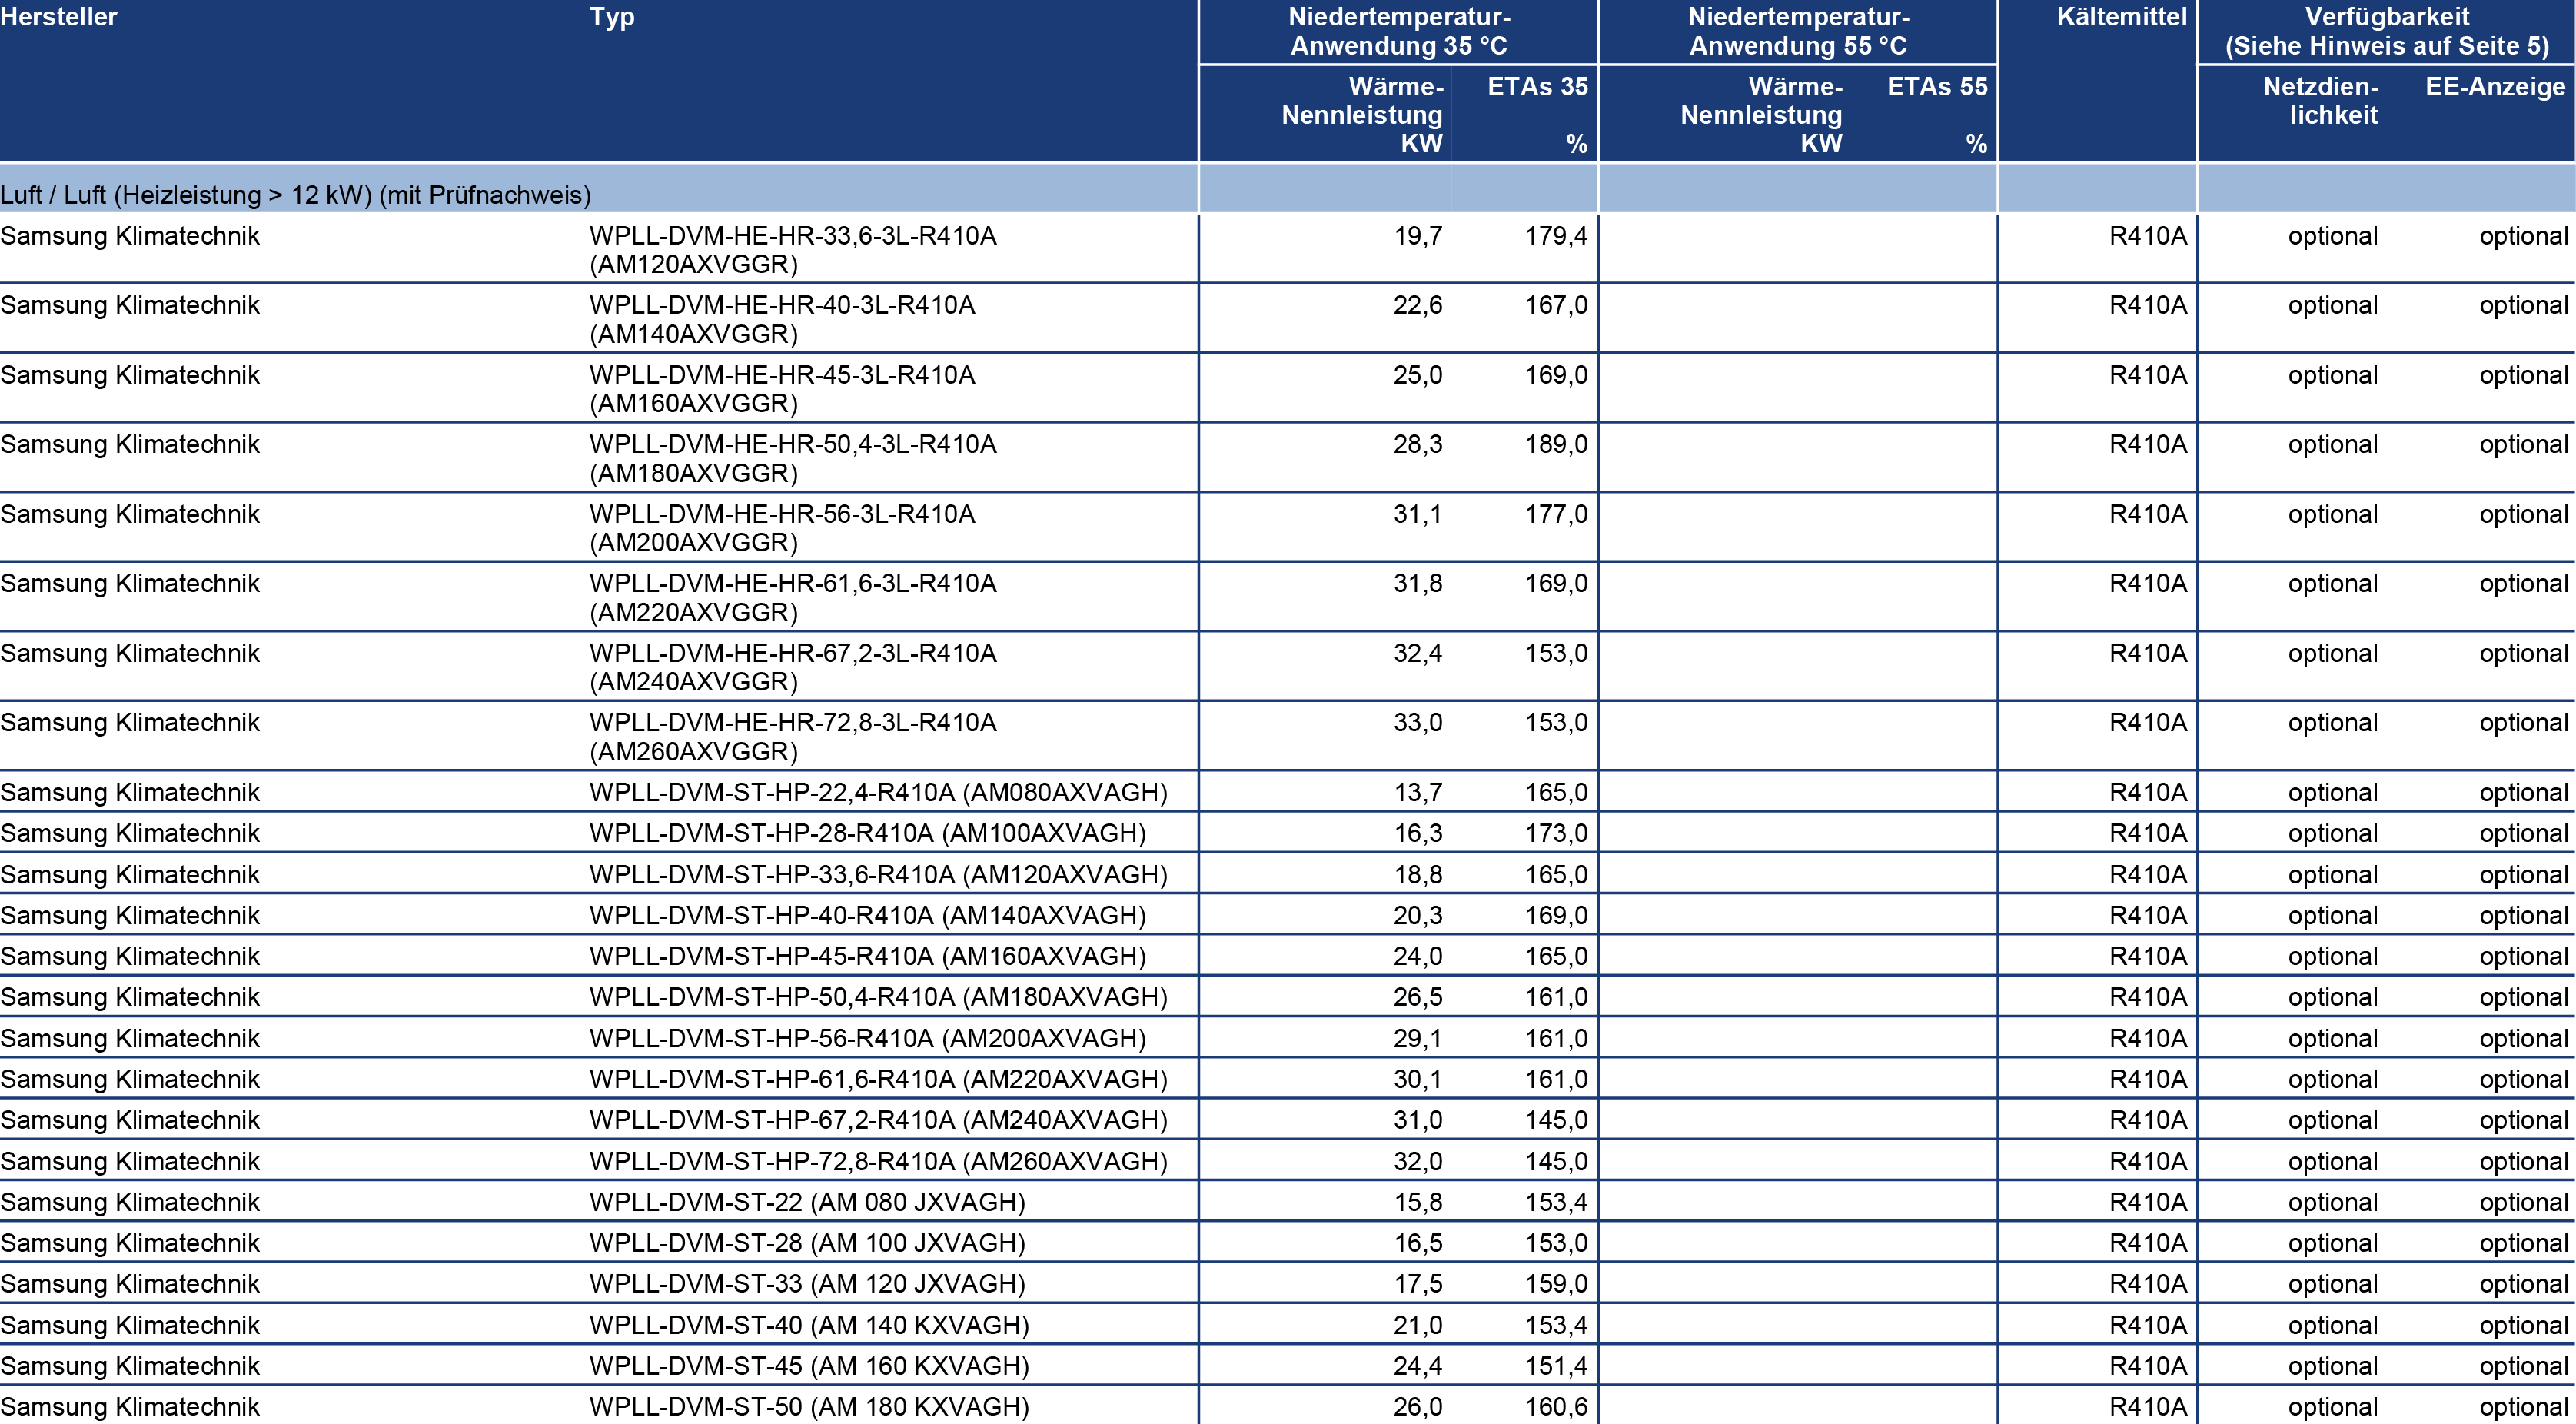 Hersteller Typ Niedertemperatur- Niedertemperatur- Kältemittel Verfügbarkeit
Anwendung 35 °C Anwendung 55 °C (Siehe Hinweis auf Seite 5)
Wärme- ETAs 35 Wärme- ETAs 55 Netzdien- EE-Anzeige
Nennleistung Nennleistung lichkeit
KW % KW %
Luft / Luft (Heizleistung > 12 kW) (mit Prüfnachweis)
Samsung Klimatechnik WPLL-DVM-HE-HR-33,6-3L-R410A 19,7 179,4 R410A optional optional
(AM120AXVGGR)
Samsung Klimatechnik WPLL-DVM-HE-HR-40-3L-R410A 22,6 167,0 R410A optional optional
(AM140AXVGGR)
Samsung Klimatechnik WPLL-DVM-HE-HR-45-3L-R410A 25,0 169,0 R410A optional optional
(AM160AXVGGR)
Samsung Klimatechnik WPLL-DVM-HE-HR-50,4-3L-R410A 28,3 189,0 R410A optional optional
(AM180AXVGGR)
Samsung Klimatechnik WPLL-DVM-HE-HR-56-3L-R410A 31,1 177,0 R410A optional optional
(AM200AXVGGR)
Samsung Klimatechnik WPLL-DVM-HE-HR-61,6-3L-R410A 31,8 169,0 R410A optional optional
(AM220AXVGGR)
Samsung Klimatechnik WPLL-DVM-HE-HR-67,2-3L-R410A 32,4 153,0 R410A optional optional
(AM240AXVGGR)
Samsung Klimatechnik WPLL-DVM-HE-HR-72,8-3L-R410A 33,0 153,0 R410A optional optional
(AM260AXVGGR)
Samsung Klimatechnik WPLL-DVM-ST-HP-22,4-R410A (AM080AXVAGH) 13,7 165,0 R410A optional optional
Samsung Klimatechnik WPLL-DVM-ST-HP-28-R410A (AM100AXVAGH) 16,3 173,0 R410A optional optional
Samsung Klimatechnik WPLL-DVM-ST-HP-33,6-R410A (AM120AXVAGH) 18,8 165,0 R410A optional optional
Samsung Klimatechnik WPLL-DVM-ST-HP-40-R410A (AM140AXVAGH) 20,3 169,0 R410A optional optional
Samsung Klimatechnik WPLL-DVM-ST-HP-45-R410A (AM160AXVAGH) 24,0 165,0 R410A optional optional
Samsung Klimatechnik WPLL-DVM-ST-HP-50,4-R410A (AM180AXVAGH) 26,5 161,0 R410A optional optional
Samsung Klimatechnik WPLL-DVM-ST-HP-56-R410A (AM200AXVAGH) 29,1 161,0 R410A optional optional
Samsung Klimatechnik WPLL-DVM-ST-HP-61,6-R410A (AM220AXVAGH) 30,1 161,0 R410A optional optional
Samsung Klimatechnik WPLL-DVM-ST-HP-67,2-R410A (AM240AXVAGH) 31,0 145,0 R410A optional optional
Samsung Klimatechnik WPLL-DVM-ST-HP-72,8-R410A (AM260AXVAGH) 32,0 145,0 R410A optional optional
Samsung Klimatechnik WPLL-DVM-ST-22 (AM 080 JXVAGH) 15,8 153,4 R410A optional optional
Samsung Klimatechnik WPLL-DVM-ST-28 (AM 100 JXVAGH) 16,5 153,0 R410A optional optional
Samsung Klimatechnik WPLL-DVM-ST-33 (AM 120 JXVAGH) 17,5 159,0 R410A optional optional
Samsung Klimatechnik WPLL-DVM-ST-40 (AM 140 KXVAGH) 21,0 153,4 R410A optional optional
Samsung Klimatechnik WPLL-DVM-ST-45 (AM 160 KXVAGH) 24,4 151,4 R410A optional optional
Samsung Klimatechnik WPLL-DVM-ST-50 (AM 180 KXVAGH) 26,0 160,6 R410A optional optional